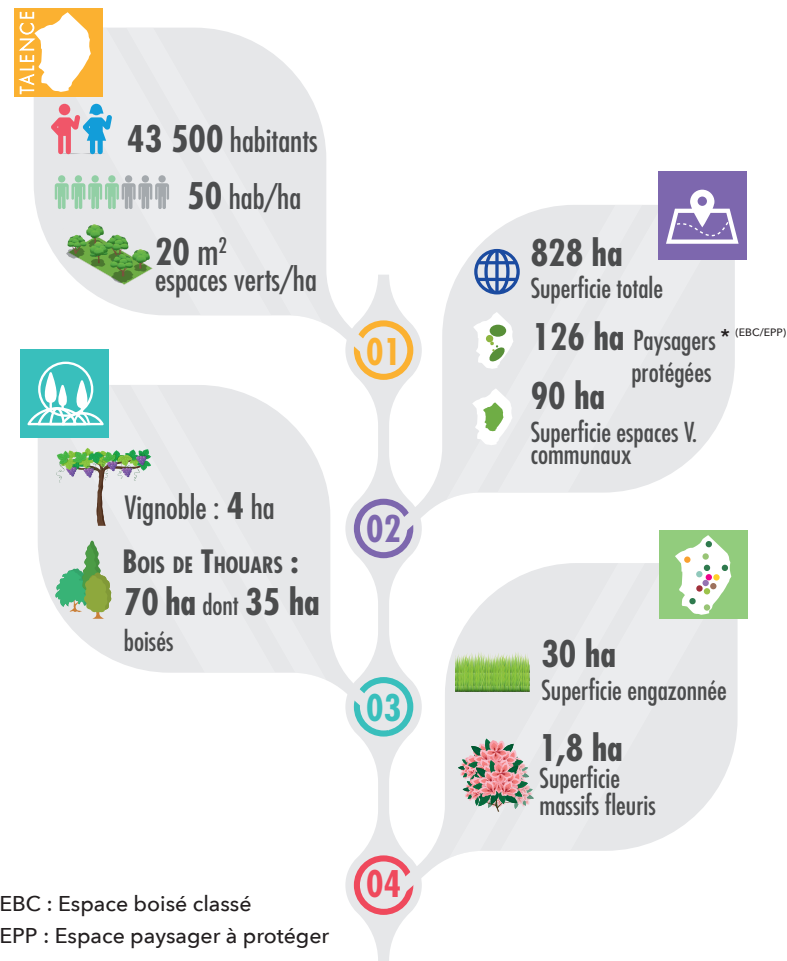 TALENCE
43 500 habitants
50 hab/ha
20 m²
espaces verts/ha
01
828 ha
Superficie totale
126 ha Paysagers * (EBC/EPP)
protégées
90 ha
Superficie espaces V.
communaux
02
Vignoble : 4 ha
BOIS DE THOUARS :
70 ha dont 35 ha
boisés
03
30 ha
Superficie engazonnée
1,8 ha
Superficie
massifs fleuris
04
EBC : Espace boisé classé
EPP : Espace paysager à protéger